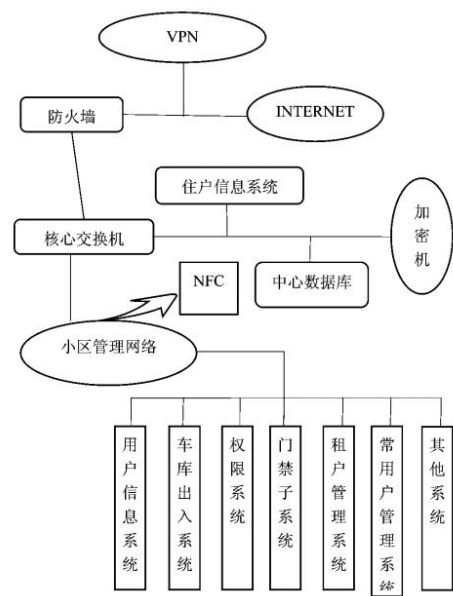 VPN
防火墙
INTERNET
住户信息系统
加密机
核心交换机
NFC
中心数据库
小区管理网络
用户信息系统
车库出入系统
权限系统
门禁子系统
租户管理系统
常用户管理系统
其他系统